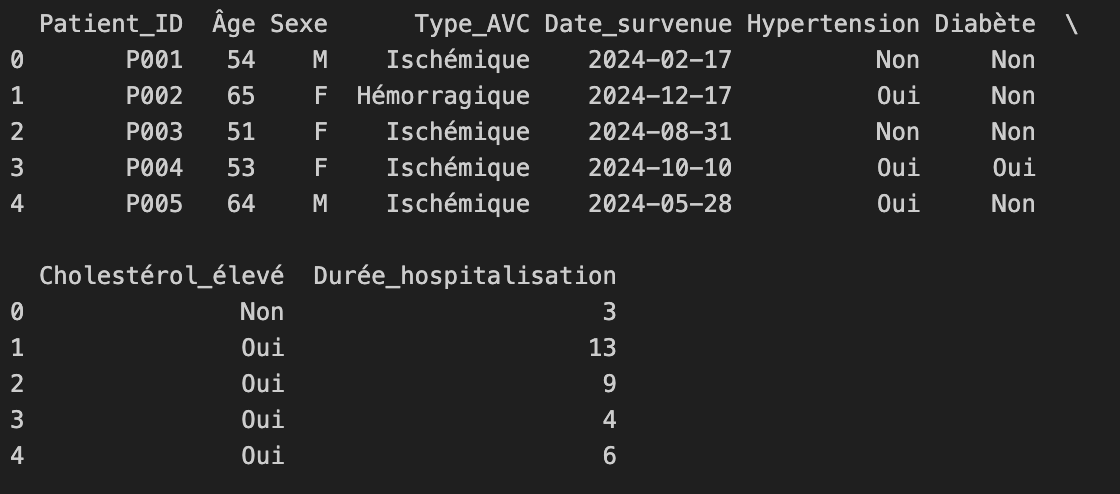 Patient_ID Âge Sexe Type_AVC Date_survenue Hypertension Diabète \
0 P001 54 M Ischémique 2024-02-17 Non Non
1 P002 65 F Hémorragique 2024-12-17 Oui Non
2 P003 51 F Ischémique 2024-08-31 Non Non
3 P004 53 F Ischémique 2024-10-10 Oui Oui
4 P005 64 M Ischémique 2024-05-28 Oui Non
Cholestérol_élevé Durée_hospitalisation
0 Non 3
1 Oui 13
2 Oui 9
3 Oui 4
4 Oui 6